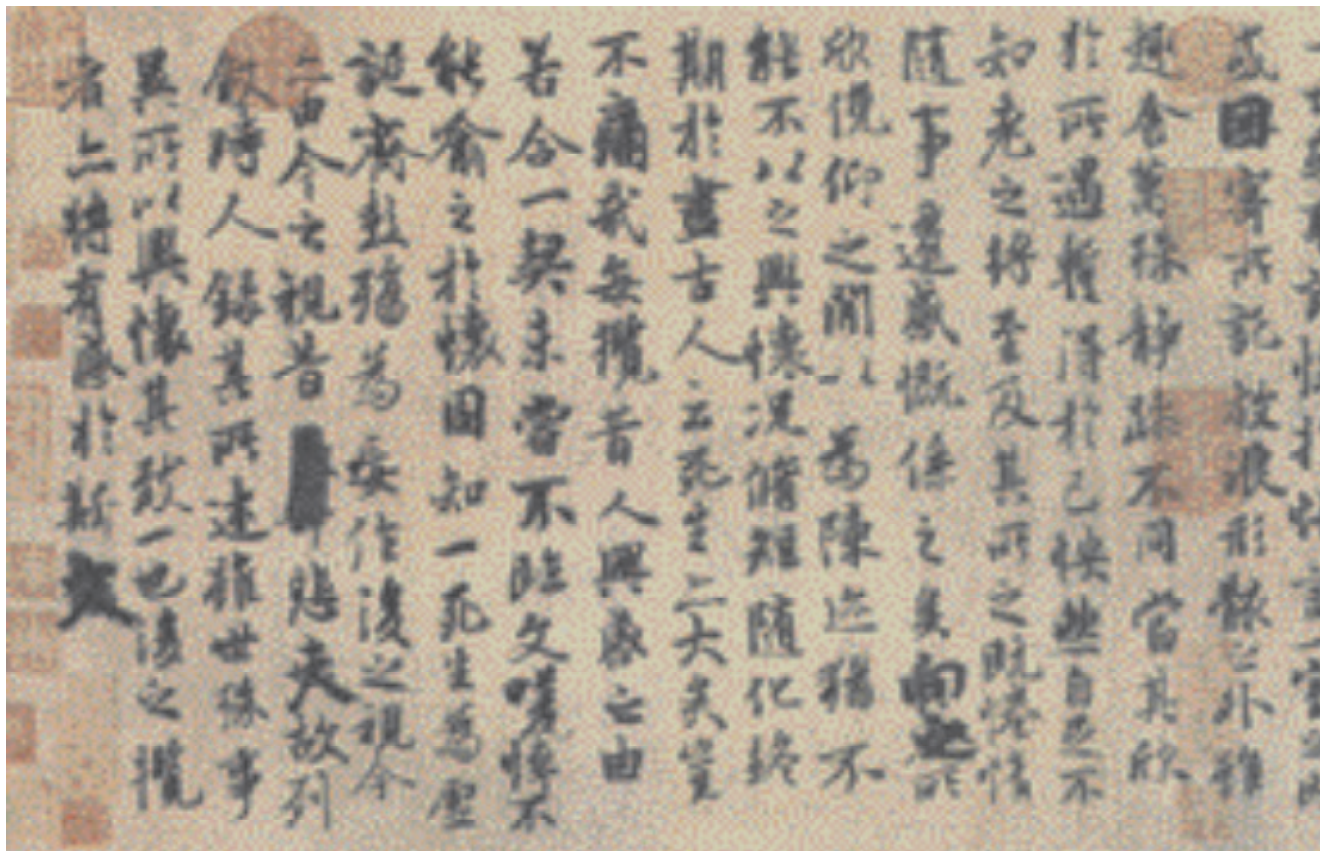 或因寄所託放浪形骸之外雖
趣舍萬殊靜躁不同當其欣
於所遇暫得於己怏然自足不
知老之將至及其所之既惓情
隨事遷感慨係之矣向之所
欣俛仰之閒以為陳迹猶不
能不以之興懷況脩短隨化終
期於盡古人云死生亦大矣豈
不痛哉每攬昔人興感之由
若合一契未嘗不臨文嗟悼不
能喻之於懷固知一死生為虛
誕齊彭殤為妄作後之視今
亦由今之視昔悲夫故列
敘時人錄其所述雖世殊事
異所以興懷其致一也後之攬
者亦將有感於斯文